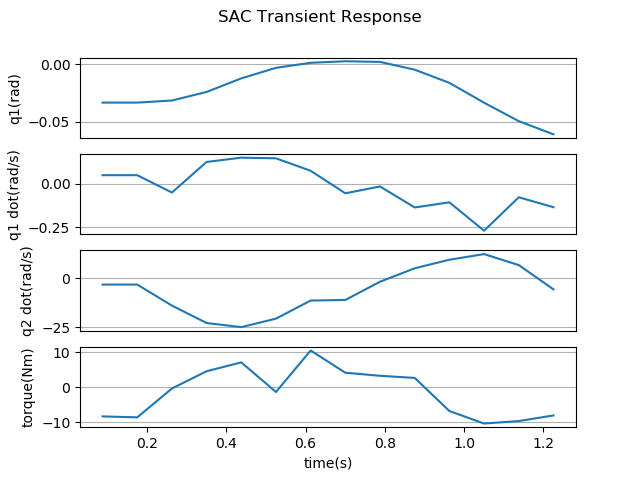 SAC Transient Response
q1(rad)
0.00
−0.05
q1 dot(rad/s)
0.00
−0.25
q2 dot(rad/s)
0
−25
torque(Nm)
10
0
−10
0.2 0.4 0.6 0.8 1.0 1.2
time(s)